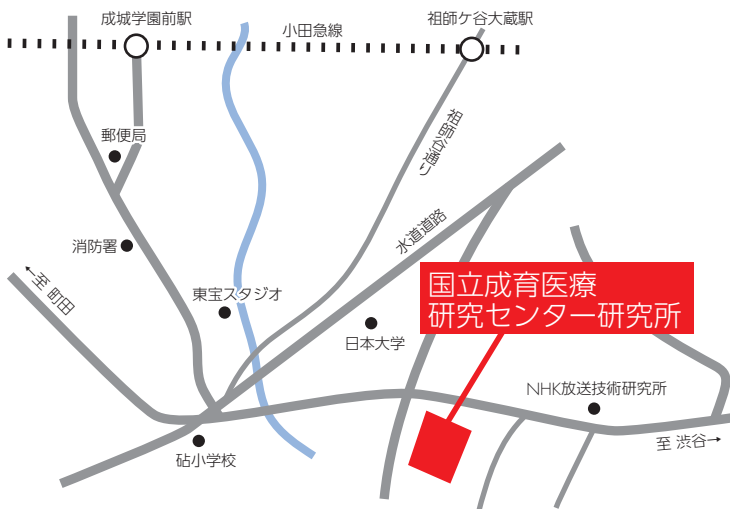 成城学園前駅
小田急線
祖師ケ谷大蔵駅
郵便局
祖師谷通り
水道道路
消防署
←至 町田
東宝スタジオ
国立成育医療
研究センター研究所
日本大学
NHK放送技術研究所
至 渋谷→
砧小学校